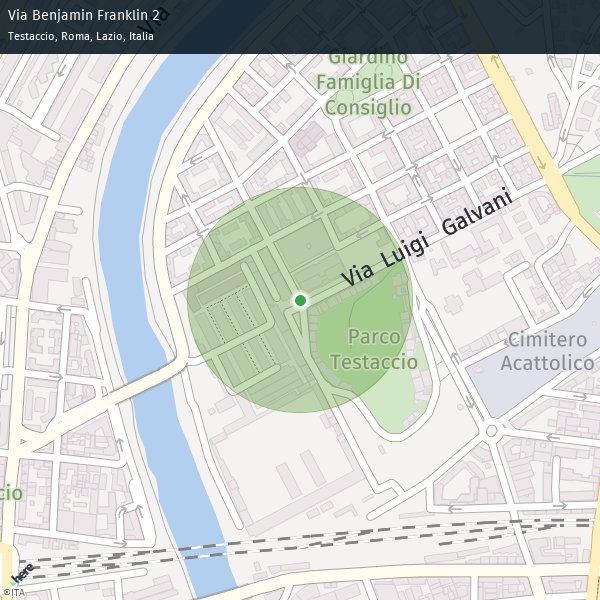 Via Benjamin Franklin 2
Testaccio, Roma, Lazio, Italia
Via
Giardino
Famiglia Di
Consiglio
Via Luigi Galvani
Parco
Testaccio
Cimitero
Acattolico
cio
here
©ITA